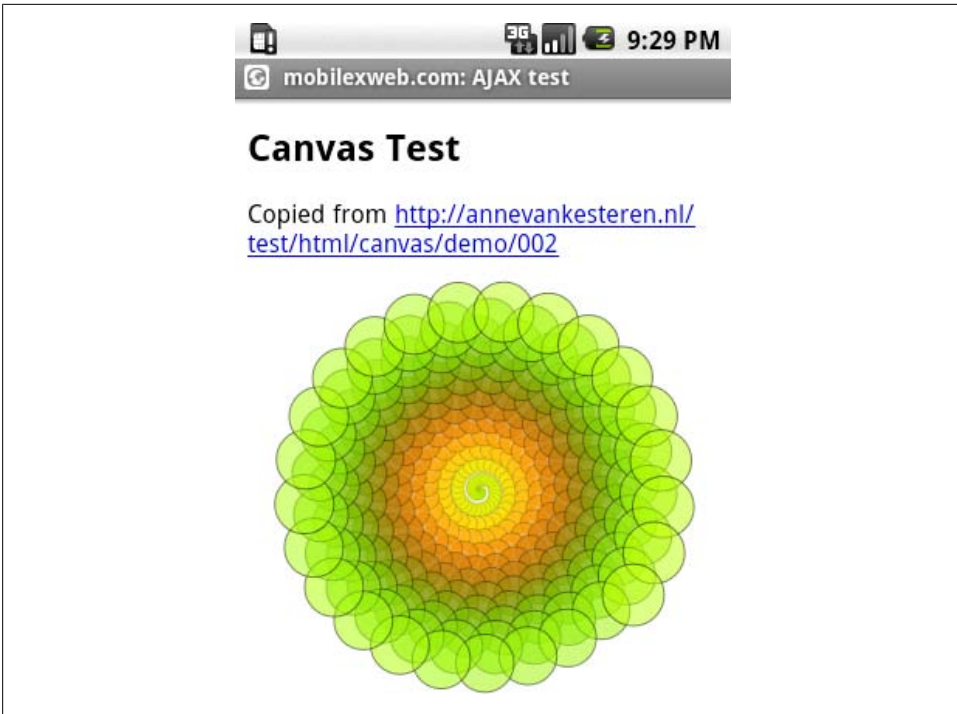 3G 9:29 PM
mobilexweb.com: AJAX test
Canvas Test
Copied from http://annevankesteren.nl/
test/html/canvas/demo/002